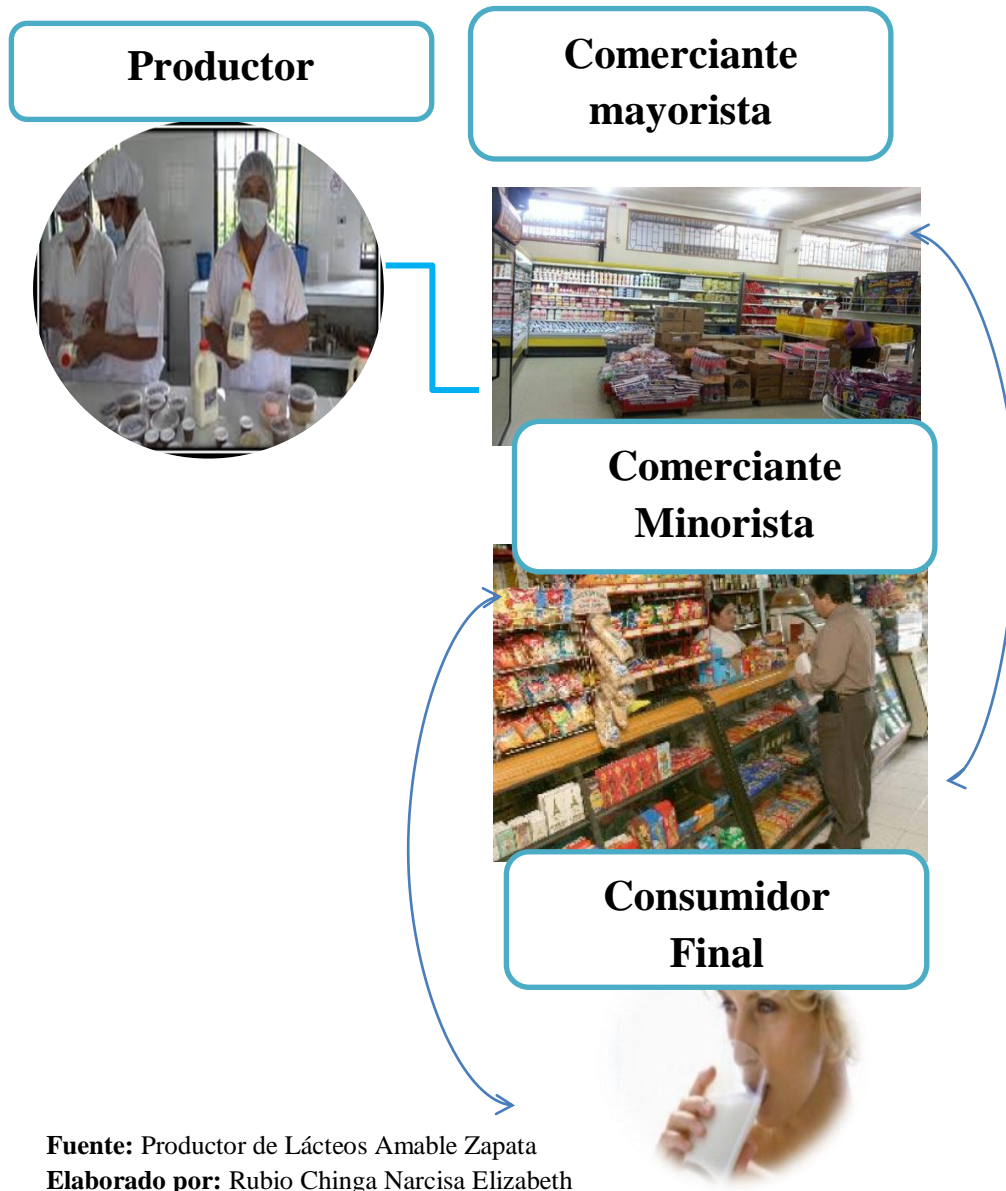 Productor
Comerciante
mayorista
Comerciante
Minorista
Consumidor
Final
Fuente: Productor de Lácteos Amable Zapata
Elaborado por: Rubio Chinga Narcisa Elizabeth